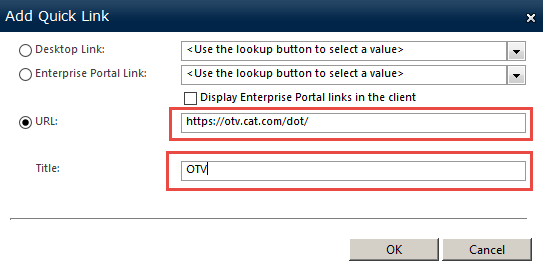 Add Quick Link
Desktop Link: <Use the lookup button to select a value>
Enterprise Portal Link: <Use the lookup button to select a value>
Display Enterprise Portal links in the client
URL: https://otv.cat.com/dot/
Title: OTV
OK Cancel